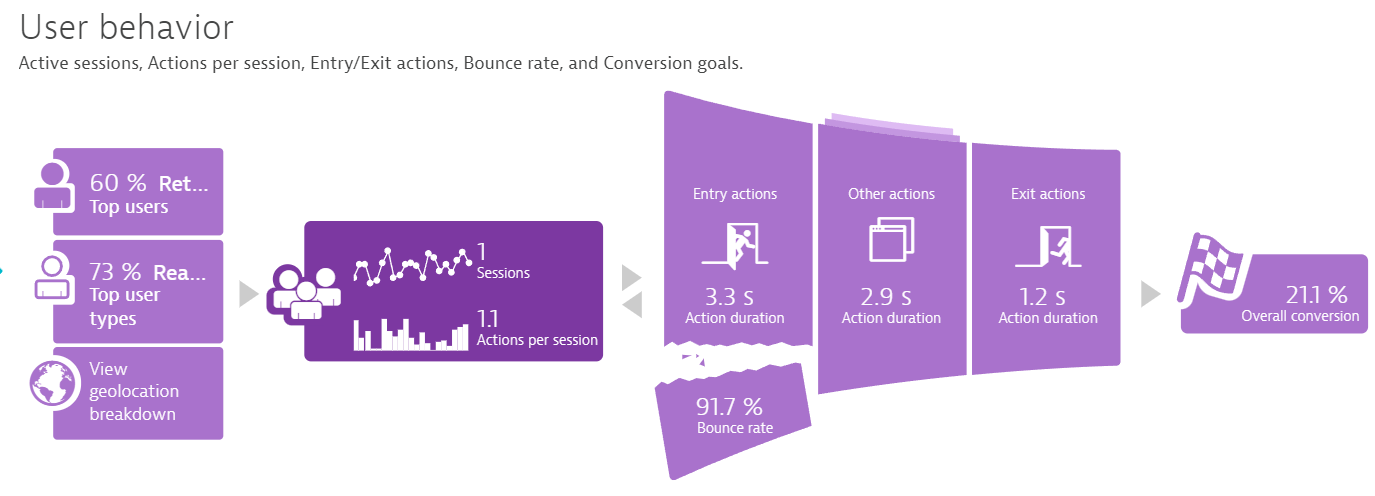 User behavior
Active sessions, Actions per session, Entry/Exit actions, Bounce rate, and Conversion goals.
60 % Ret...
Top users
73 % Rea...
Top user
types
View
geolocation
breakdown
1
Sessions
1.1
Actions per session
Entry actions
3.3 s
Action duration
91.7 %
Bounce rate
Other actions
2.9 s
Action duration
Exit actions
1.2 s
Action duration
21.1 %
Overall conversion